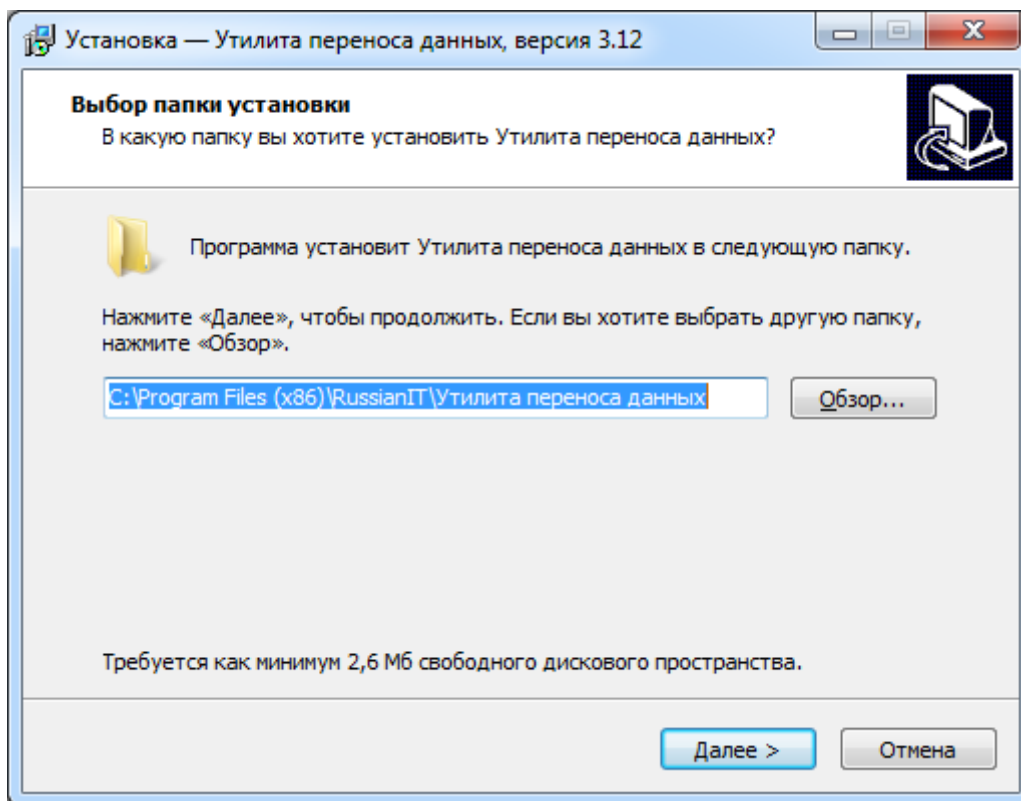 Установка — Утилита переноса данных, версия 3.12
Выбор папки установки
В какую папку вы хотите установить Утилита переноса данных?
Программа установит Утилита переноса данных в следующую папку.
Нажмите «Далее», чтобы продолжить. Если вы хотите выбрать другую папку,
нажмите «Обзор».
C:\Program Files (x86)\RussianIT\Утилита переноса данных
Обзор...
Требуется как минимум 2,6 Мб свободного дискового пространства.
Далее >
Отмена